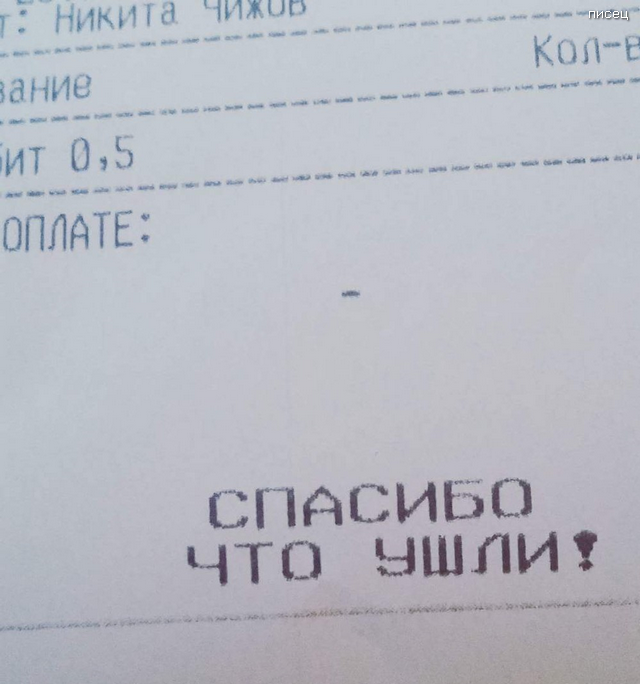 писец
т: Никита Чижов
вание Кол-в
бит 0,5
ОПЛАТЕ:
-
СПАСИБО
ЧТО УШЛИ!